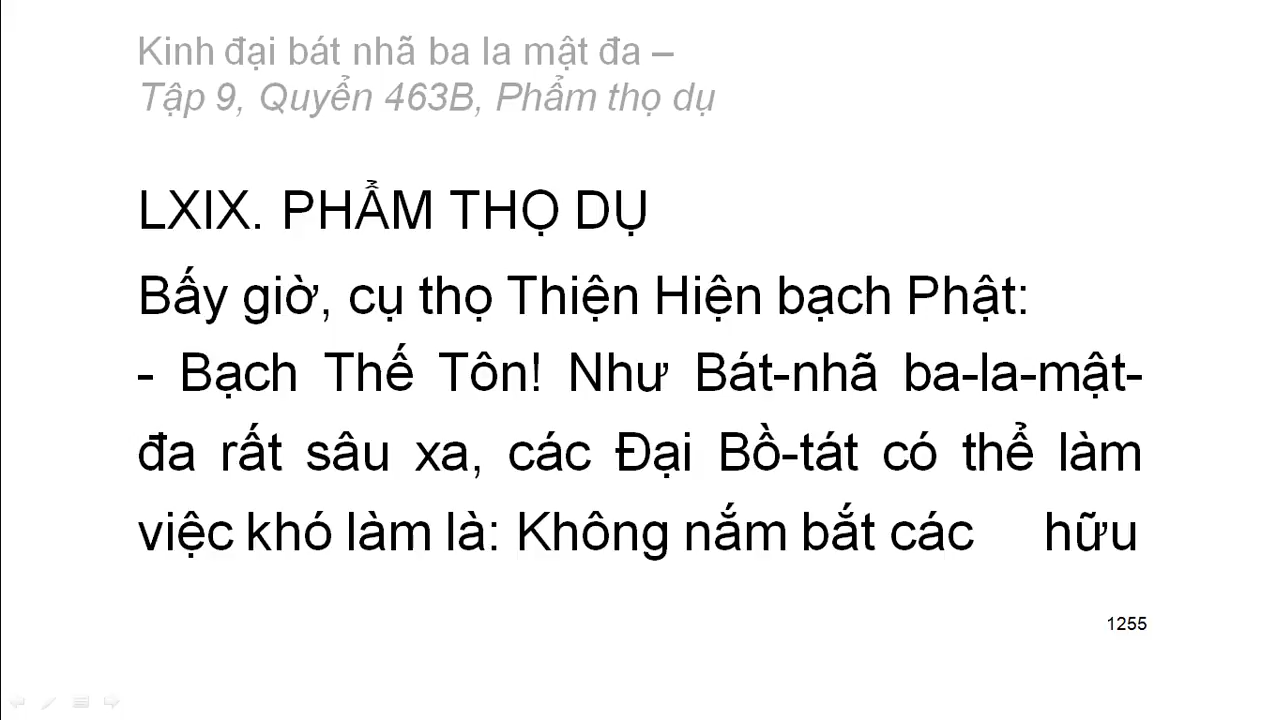 Kinh đại bát nhã ba la mật đa –
Tập 9, Quyển 463B, Phẩm thọ dụ
LXIX. PHẨM THỌ DỤ
Bấy giờ, cụ thọ Thiện Hiện bạch Phật:
- Bạch Thế Tôn! Như Bát-nhã ba-la-mật-
đa rất sâu xa, các Đại Bồ-tát có thể làm
việc khó làm là: Không nắm bắt các hữu
1255